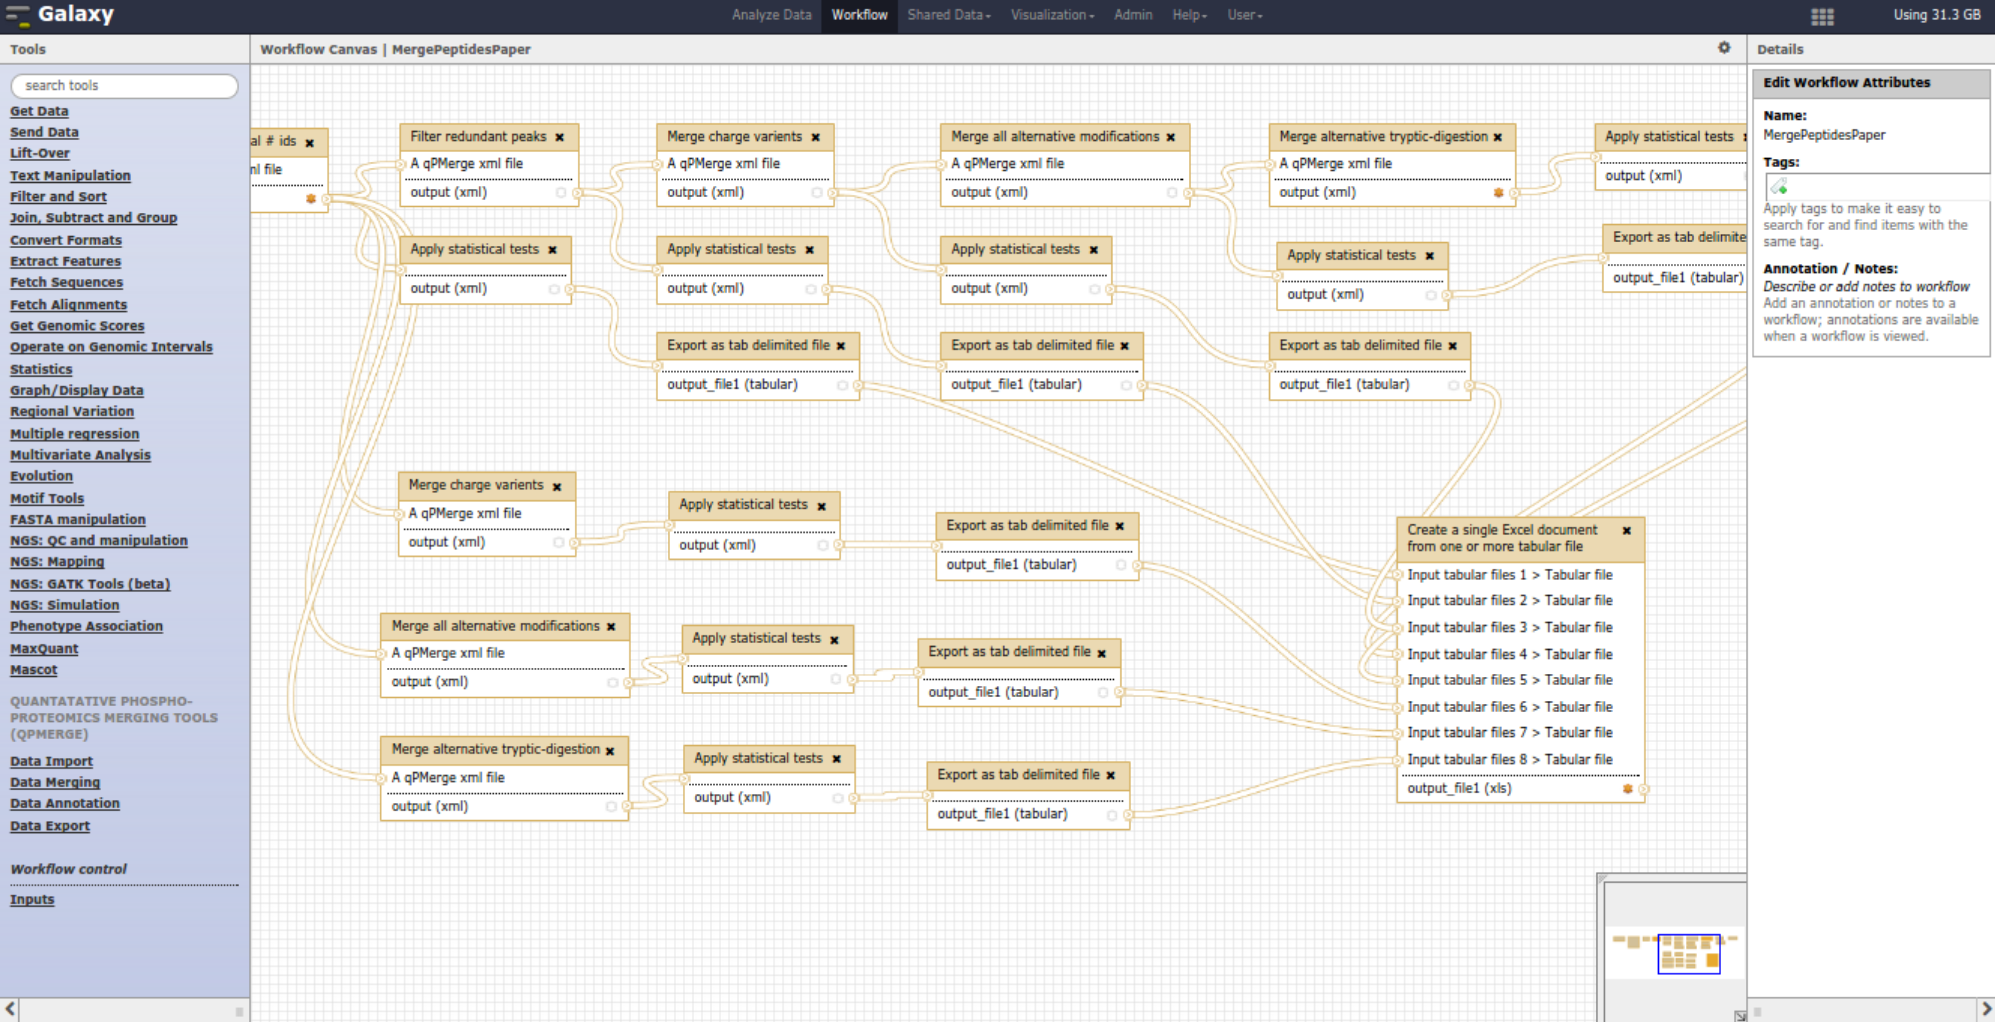 Galaxy
Analyze Data Workflow Shared Data Visualization Admin Help User Using 31.3 GB
Tools
search tools
Get Data
Send Data
Lift-Over
Text Manipulation
Filter and Sort
Join, Subtract and Group
Convert Formats
Extract Features
Fetch Sequences
Fetch Alignments
Get Genomic Scores
Operate on Genomic Intervals
Statistics
Graph/Display Data
Regional Variation
Multiple regression
Multivariate Analysis
Evolution
Motif Tools
FASTA manipulation
NGS: QC and manipulation
NGS: Mapping
NGS: GATK Tools (beta)
NGS: Simulation
Phenotype Association
MaxQuant
Mascot
QUANTATATIVE PHOSPHO-
PROTEOMICS MERGING TOOLS
(QPMERGE)
Data Import
Data Merging
Data Annotation
Data Export
Workflow control
Inputs
Workflow Canvas | MergePeptidesPaper
al # ids
ml file
Filter redundant peaks
A qPMerge xml file
output (xml)
Merge charge varients
A qPMerge xml file
output (xml)
Merge all alternative modifications
A qPMerge xml file
output (xml)
Merge alternative tryptic-digestion
A qPMerge xml file
output (xml)
Apply statistical tests
output (xml)
Apply statistical tests
output (xml)
Apply statistical tests
output (xml)
Apply statistical tests
output (xml)
Apply statistical tests
output (xml)
Export as tab delimite
output_file1 (tabular)
Export as tab delimited file
output_file1 (tabular)
Export as tab delimited file
output_file1 (tabular)
Export as tab delimited file
output_file1 (tabular)
Merge charge varients
A qPMerge xml file
output (xml)
Apply statistical tests
output (xml)
Export as tab delimited file
output_file1 (tabular)
Merge all alternative modifications
A qPMerge xml file
output (xml)
Apply statistical tests
output (xml)
Export as tab delimited file
output_file1 (tabular)
Merge alternative tryptic-digestion
A qPMerge xml file
output (xml)
Apply statistical tests
output (xml)
Export as tab delimited file
output_file1 (tabular)
Create a single Excel document
from one or more tabular file
Input tabular files 1 > Tabular file
Input tabular files 2 > Tabular file
Input tabular files 3 > Tabular file
Input tabular files 4 > Tabular file
Input tabular files 5 > Tabular file
Input tabular files 6 > Tabular file
Input tabular files 7 > Tabular file
Input tabular files 8 > Tabular file
output_file1 (xls)
Details
Edit Workflow Attributes
Name:
MergePeptidesPaper
Tags:
Apply tags to make it easy to
search for and find items with the
same tag.
Annotation / Notes:
Describe or add notes to workflow
Add an annotation or notes to a
workflow; annotations are available
when a workflow is viewed.